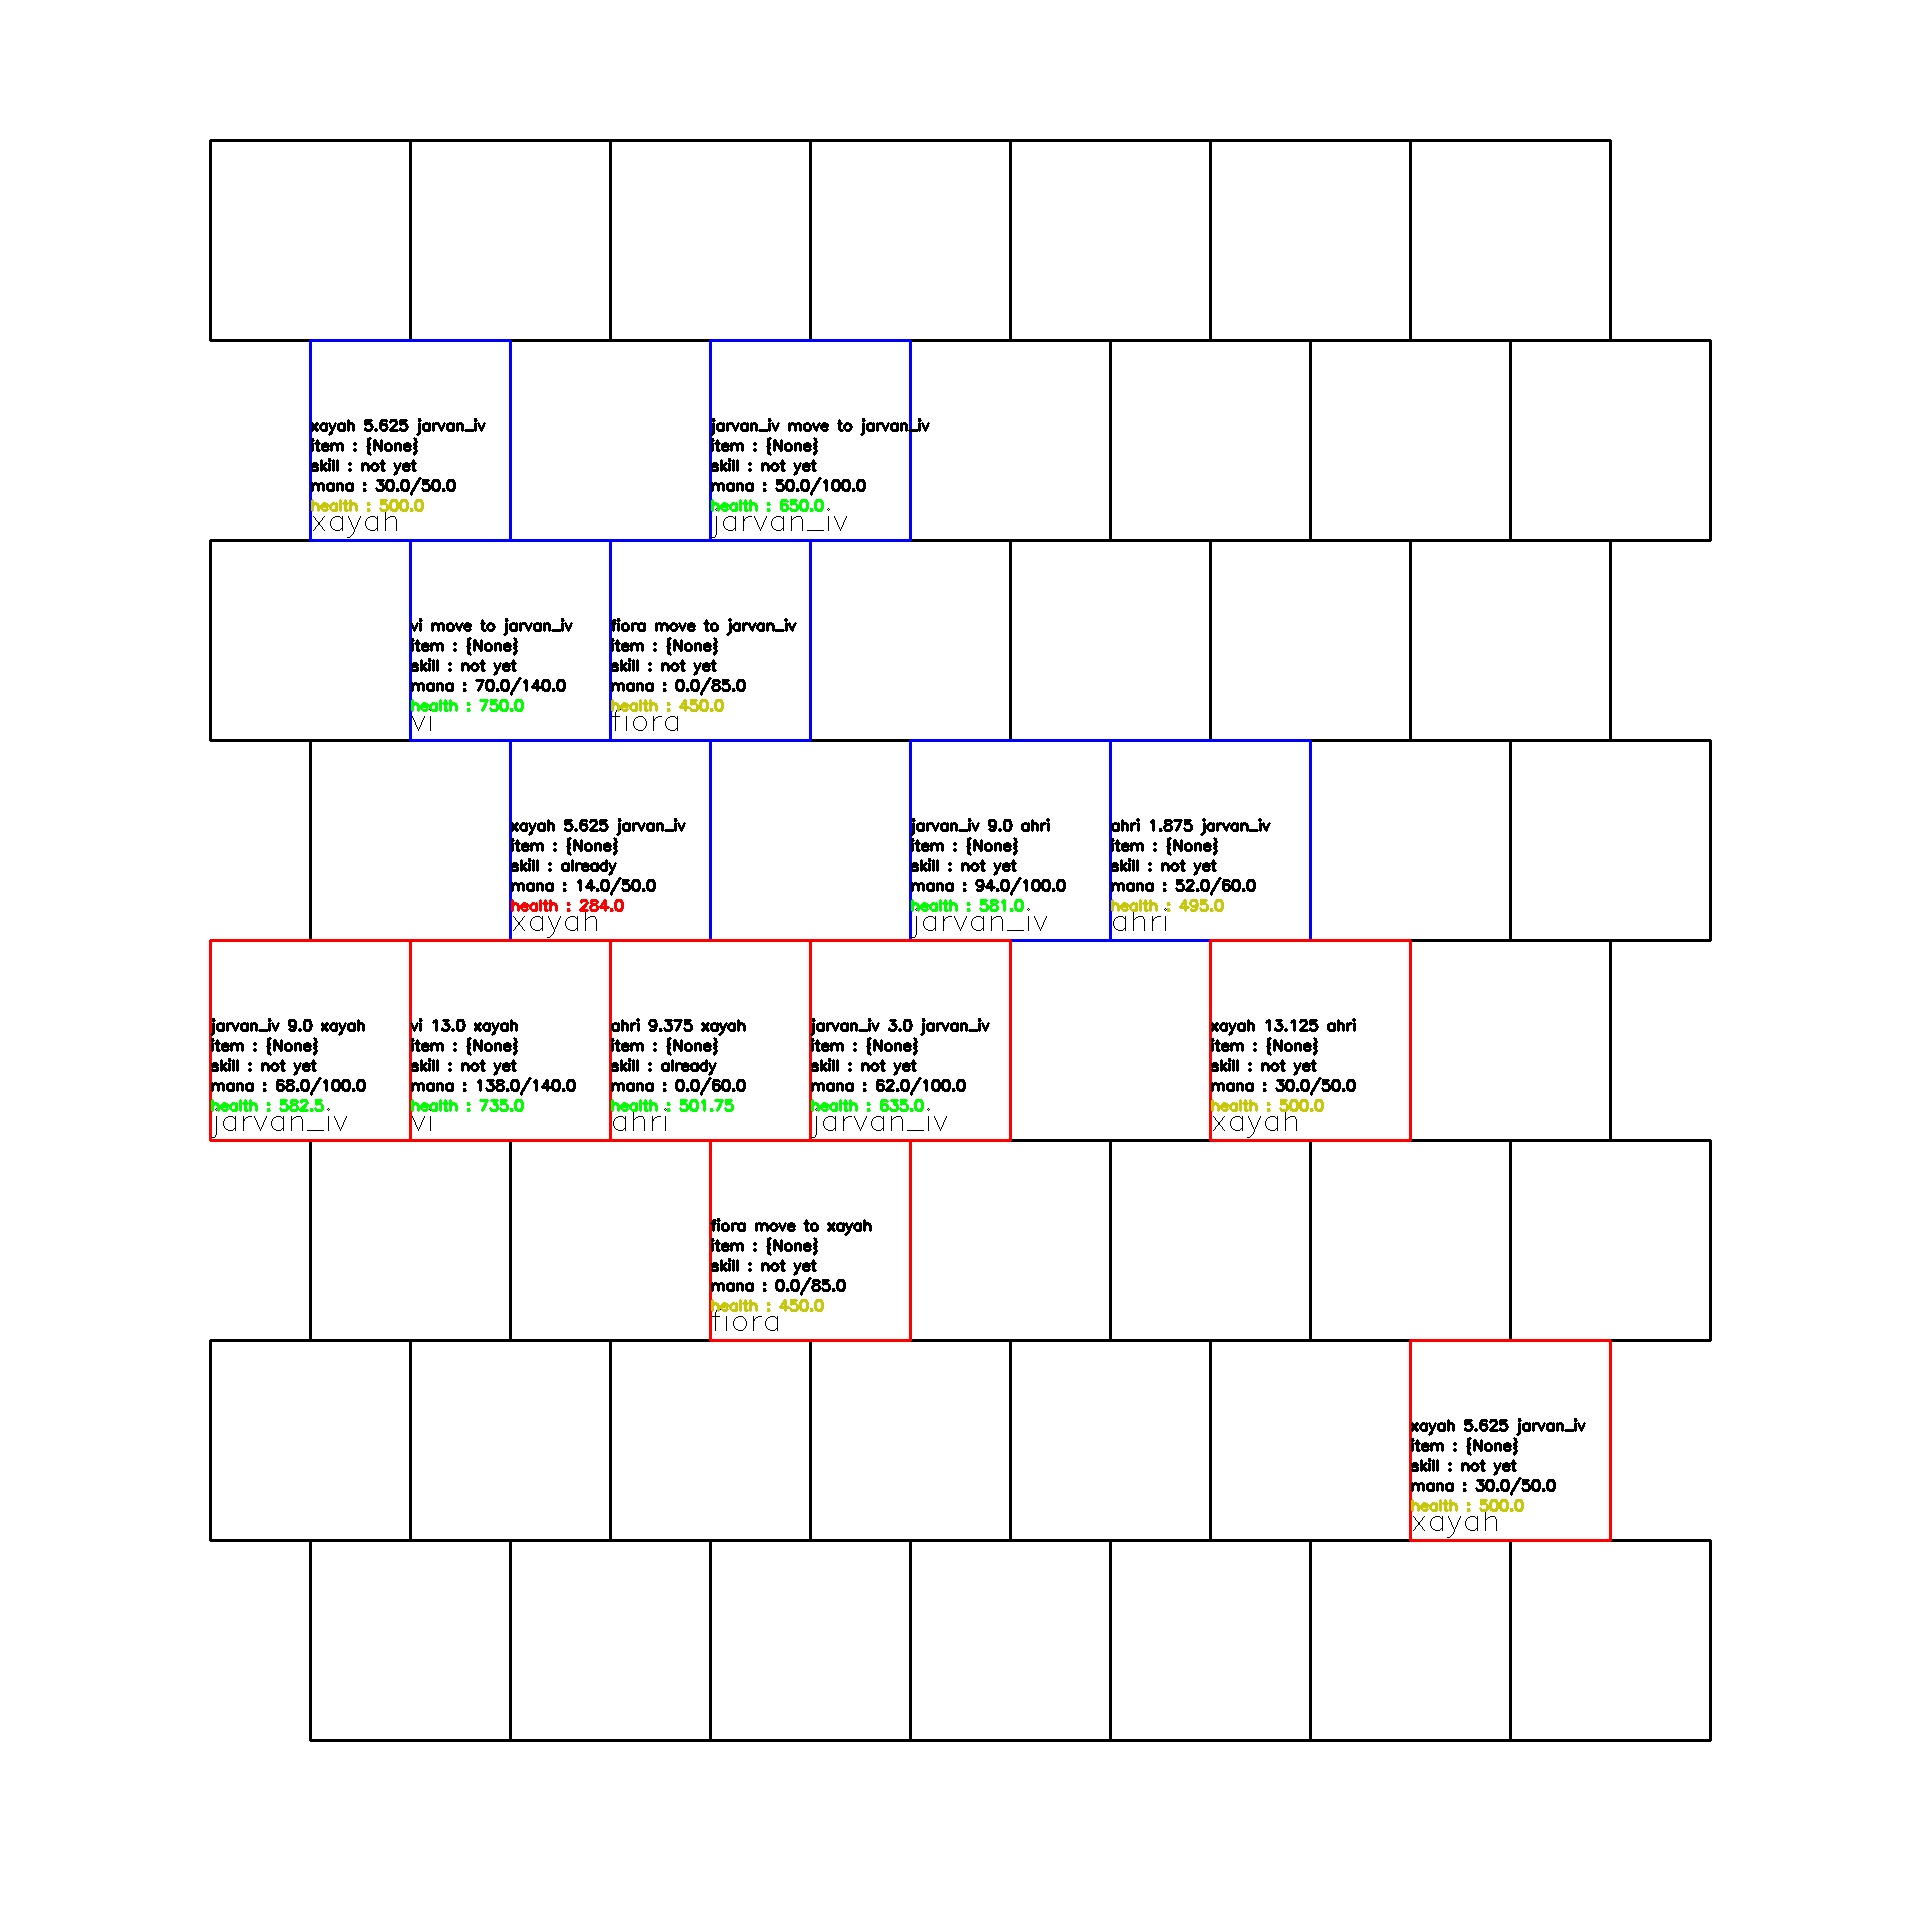 xayah 5.625 jarvan_iv
item : {None}
skill : not yet
mana : 30.0/50.0
health : 500.0
xayah
jarvan_iv move to jarvan_iv
item : {None}
skill : not yet
mana : 50.0/100.0
health : 650.0
jarvan_iv
vi move to jarvan_iv
item : {None}
skill : not yet
mana : 70.0/140.0
health : 750.0
vi
fiora move to jarvan_iv
item : {None}
skill : not yet
mana : 0.0/85.0
health : 450.0
fiora
xayah 5.625 jarvan_iv
item : {None}
skill : already
mana : 14.0/50.0
health : 284.0
xayah
jarvan_iv 9.0 ahri
item : {None}
skill : not yet
mana : 94.0/100.0
health : 581.0
jarvan_iv
ahri 1.875 jarvan_iv
item : {None}
skill : not yet
mana : 52.0/60.0
health : 495.0
ahri
jarvan_iv 9.0 xayah
item : {None}
skill : not yet
mana : 68.0/100.0
health : 582.5
jarvan_iv
vi 13.0 xayah
item : {None}
skill : not yet
mana : 138.0/140.0
health : 735.0
vi
ahri 9.375 xayah
item : {None}
skill : already
mana : 0.0/60.0
health : 501.75
ahri
jarvan_iv 3.0 jarvan_iv
item : {None}
skill : not yet
mana : 62.0/100.0
health : 635.0
jarvan_iv
xayah 13.125 ahri
item : {None}
skill : not yet
mana : 30.0/50.0
health : 500.0
xayah
fiora move to xayah
item : {None}
skill : not yet
mana : 0.0/85.0
health : 450.0
fiora
xayah 5.625 jarvan_iv
item : {None}
skill : not yet
mana : 30.0/50.0
health : 500.0
xayah